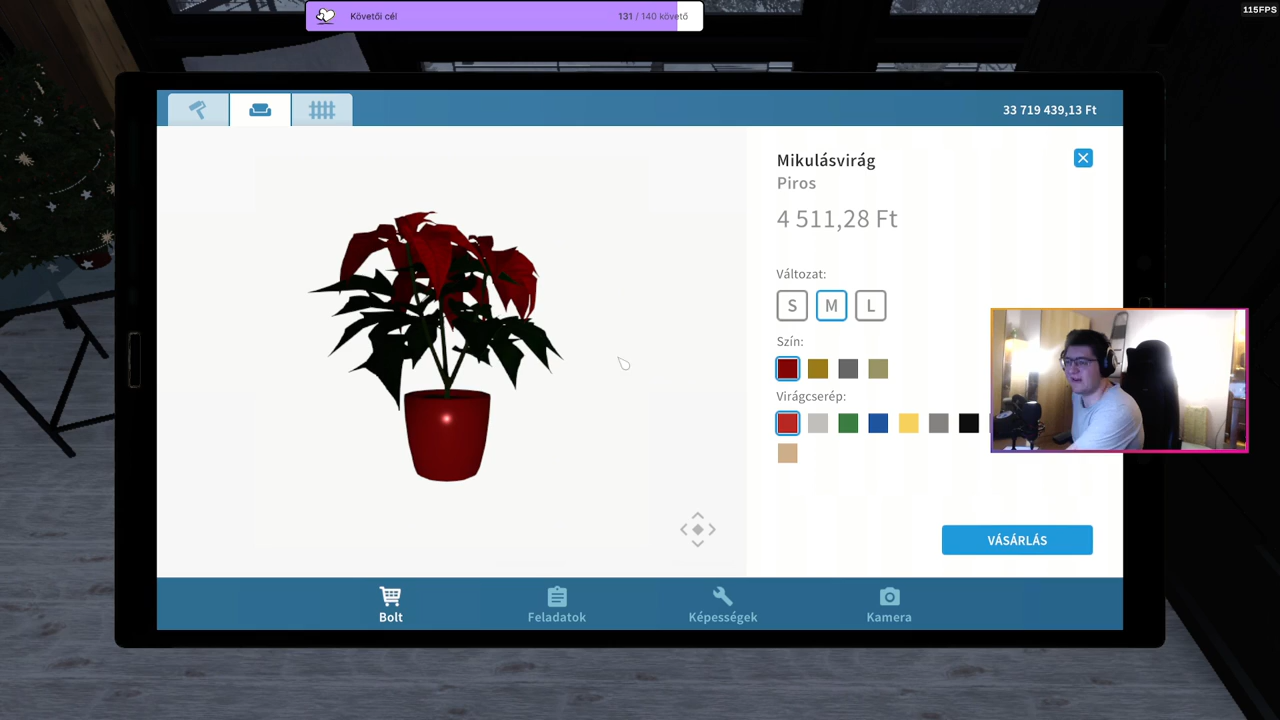 Követői cél 131 / 140 követő
115FPS
33 719 439,13 Ft
Mikulásvirág
Piros
4 511,28 Ft
Változat:
S M L
Szín:
Virágcserép:
VÁSÁRLÁS
Bolt Feladatok Képességek Kamera